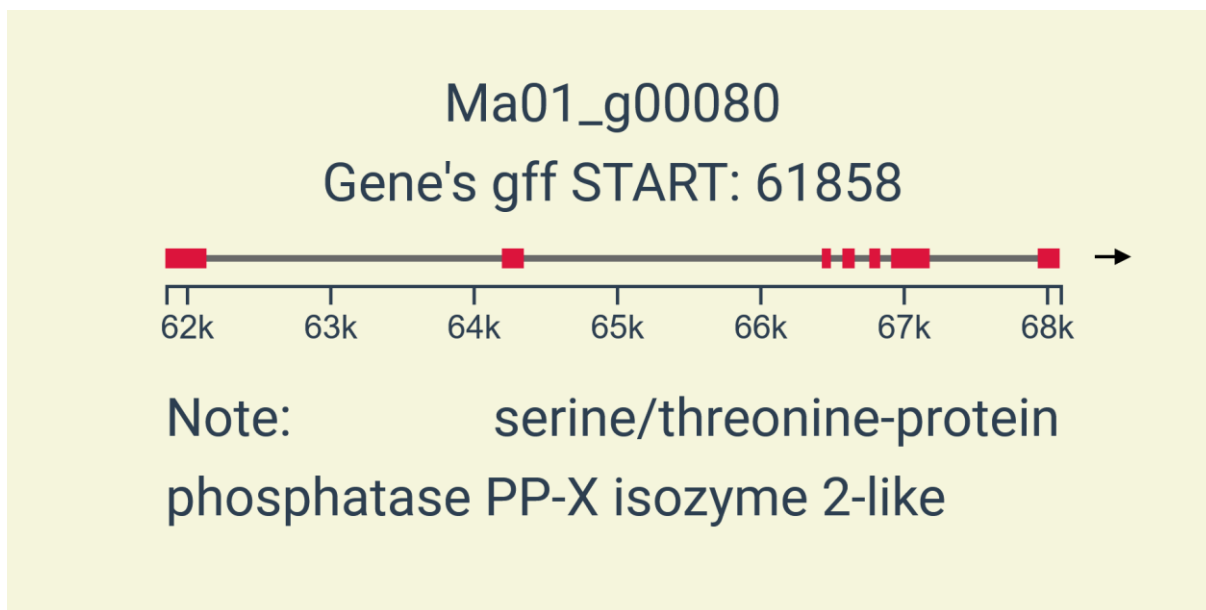 Ma01_g00080
Gene's gff START: 61858
62k 63k 64k 65k 66k 67k 68k
Note: serine/threonine-protein
phosphatase PP-X isozyme 2-like